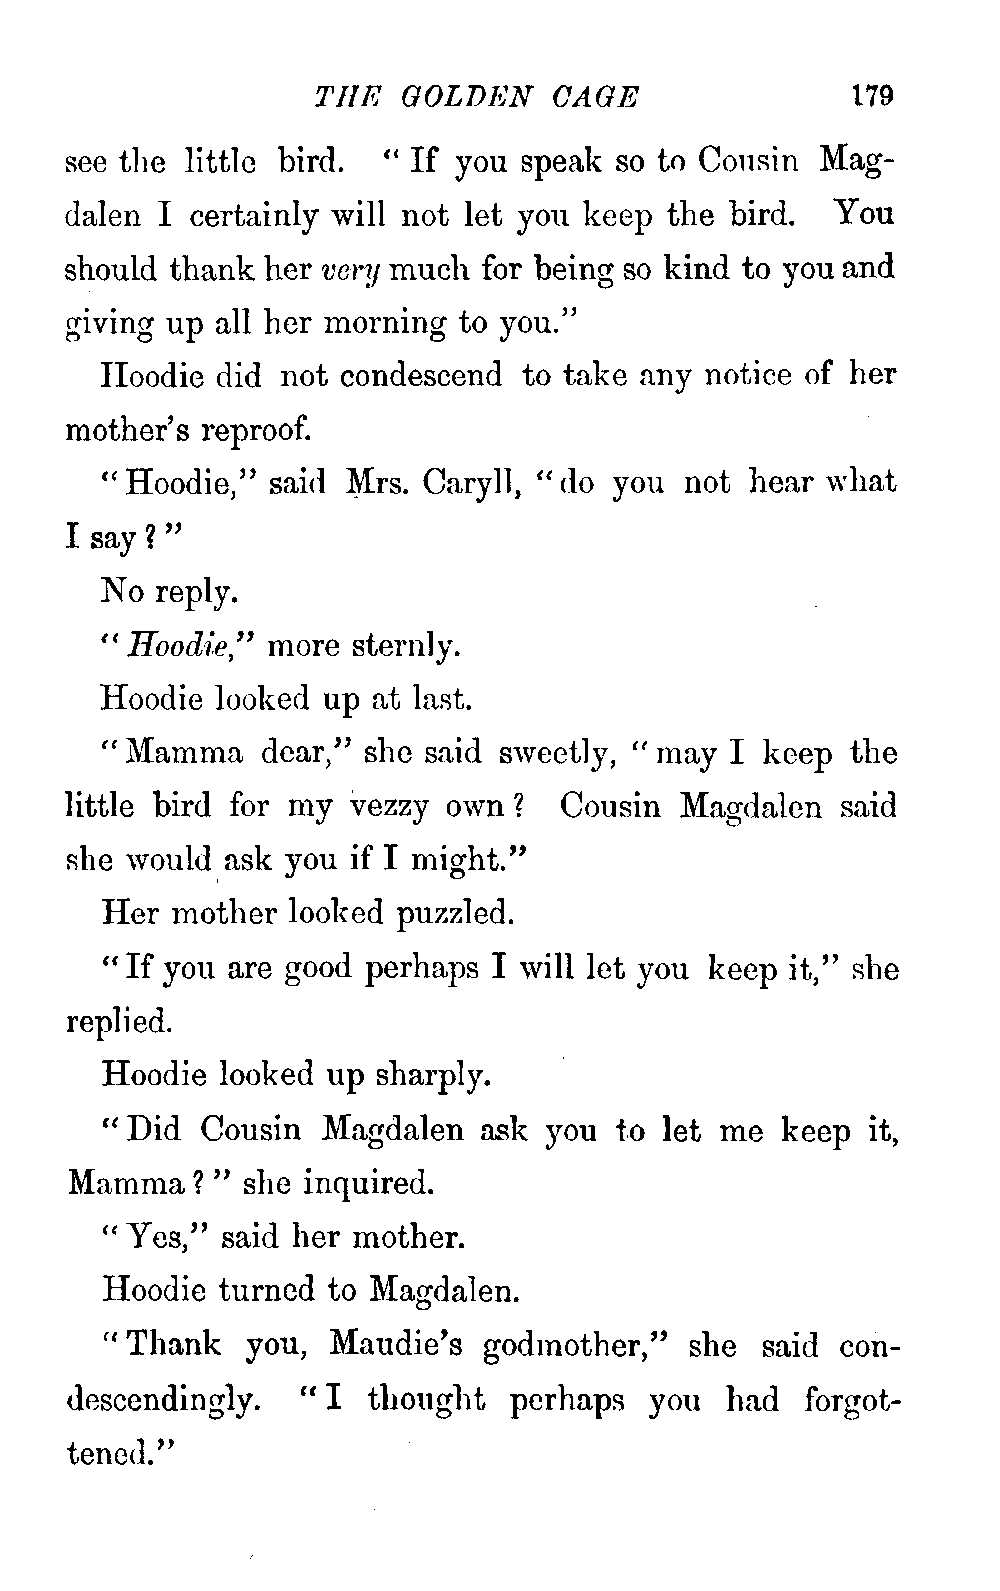 THE GOLDEN CAGE 179
see the little bird. "If you speak so to Cousin Mag-
dalen I certainly will not let you keep the bird. You
should thank her very much for being so kind to you and
giving up all her morning to you."
Hoodie did not condescend to take any notice of her
mother's reproof.
"Hoodie," said Mrs. Caryll, "do you not hear what
I say?"
No reply.
"Hoodie," more sternly.
Hoodie looked up at last.
"Mamma dear," she said sweetly, "may I keep the
little bird for my vezzy own? Cousin Magdalen said
she would ask you if I might."
Her mother looked puzzled.
"If you are good perhaps I will let you keep it," she
replied.
Hoodie looked up sharply.
"Did Cousin Magdalen ask you to let me keep it,
Mamma?" she inquired.
"Yes," said her mother.
Hoodie turned to Magdalen.
"Thank you, Maudie's godmother," she said con-
descendingly. "I thought perhaps you had forgot-
tened."